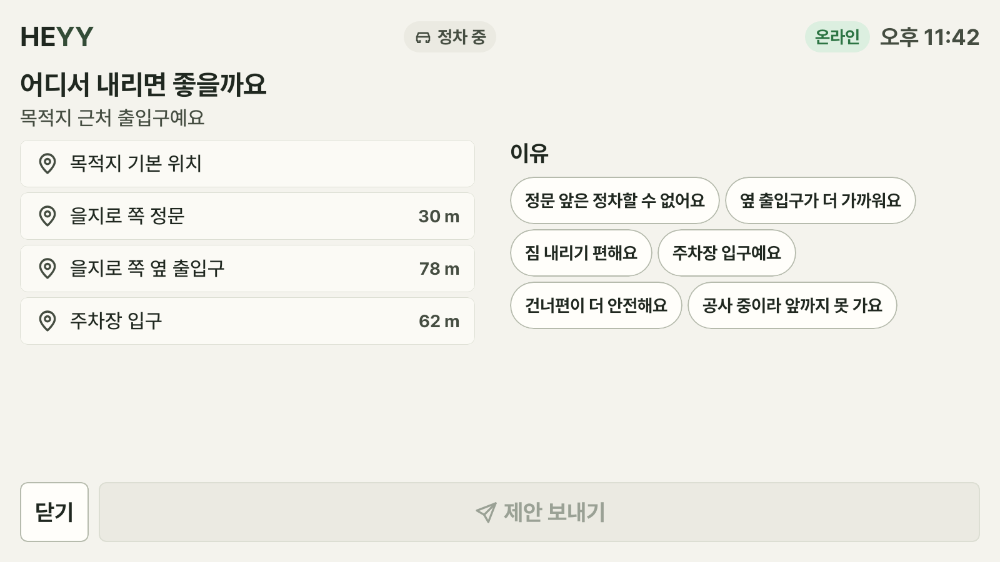 HEYY
정차 중
온라인 오후 11:42
어디서 내리면 좋을까요
목적지 근처 출입구예요
목적지 기본 위치
을지로 쪽 정문 30 m
을지로 쪽 옆 출입구 78 m
주차장 입구 62 m
이유
정문 앞은 정차할 수 없어요 옆 출입구가 더 가까워요
짐 내리기 편해요 주차장 입구예요
건너편이 더 안전해요 공사 중이라 앞까지 못 가요
닫기 제안 보내기